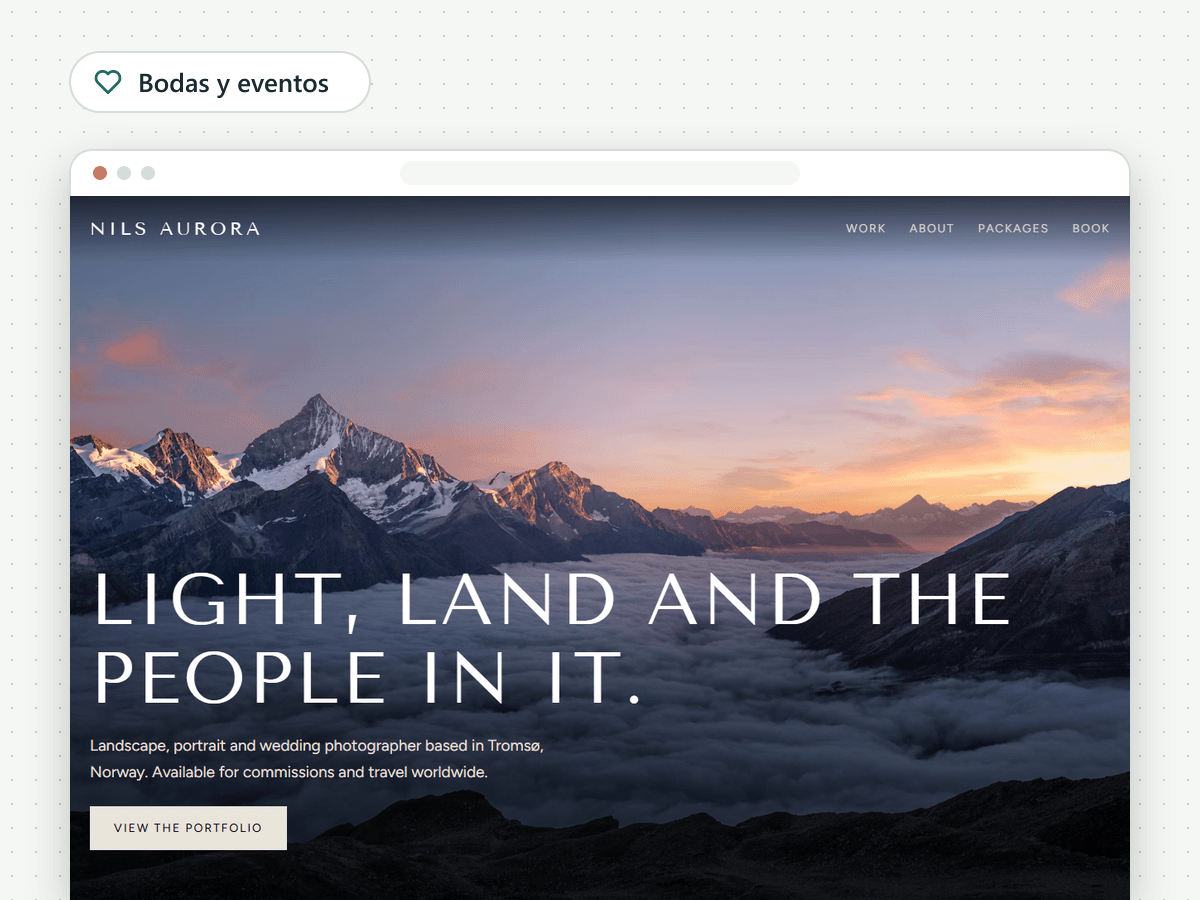 Bodas y eventos
NILS AURORA
WORK ABOUT PACKAGES BOOK
LIGHT, LAND AND THE
PEOPLE IN IT.
Landscape, portrait and wedding photographer based in Tromsø,
Norway. Available for commissions and travel worldwide.
VIEW THE PORTFOLIO